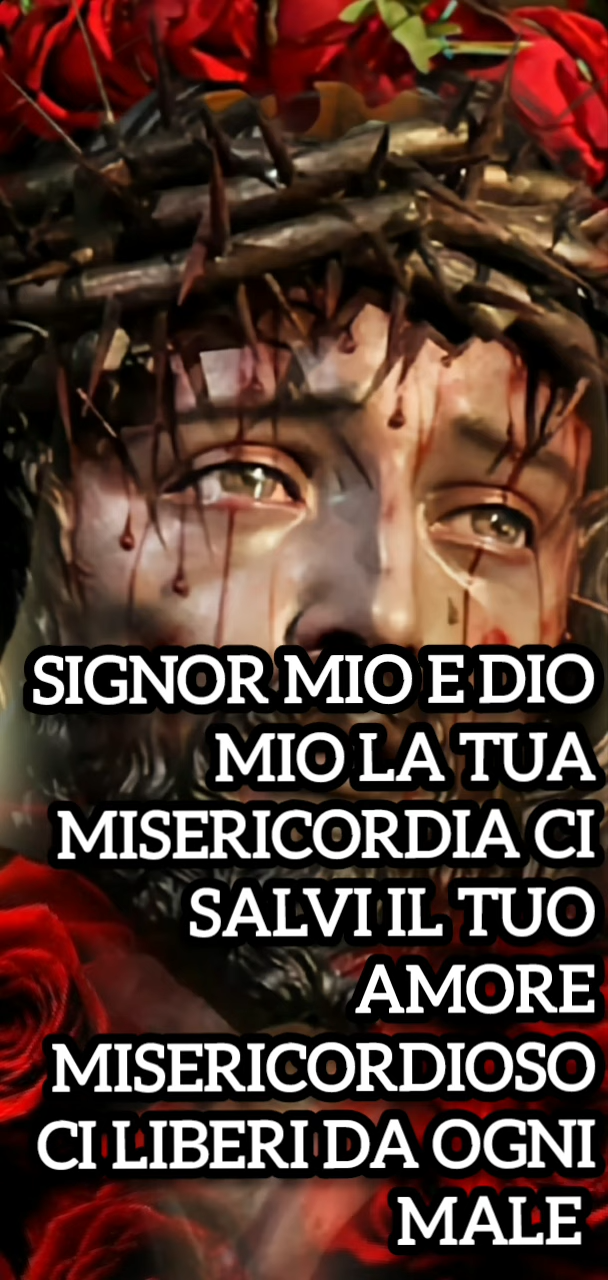 SIGNOR MIO E DIO
MIO LA TUA
MISERICORDIA CI
SALVI IL TUO
AMORE
MISERICORDIOSO
CI LIBERI DA OGNI
MALE